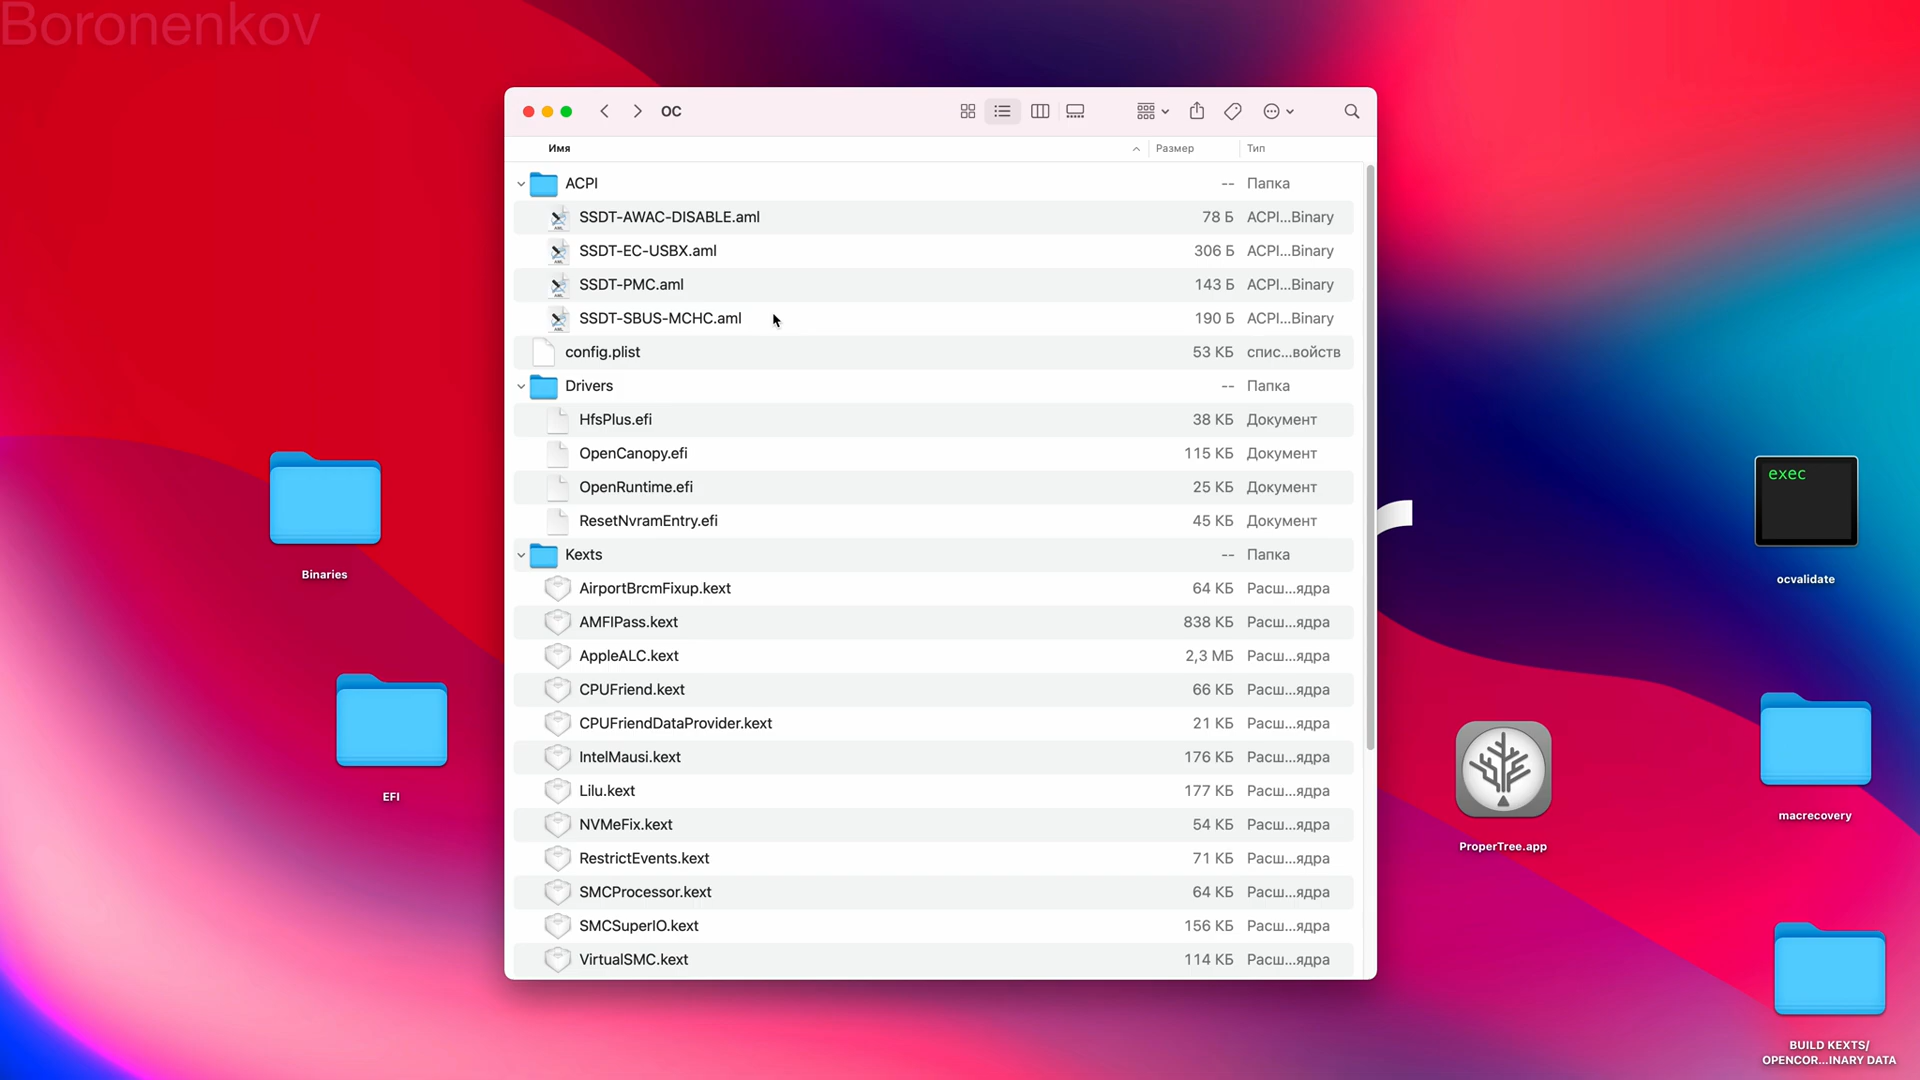 Boronenkov
OC
Имя Размер Тип
ACPI -- Папка
SSDT-AWAC-DISABLE.aml 78 Б ACPI...Binary
SSDT-EC-USBX.aml 306 Б ACPI...Binary
SSDT-PMC.aml 143 Б ACPI...Binary
SSDT-SBUS-MCHC.aml 190 Б ACPI...Binary
config.plist 53 КБ спис...войств
Drivers -- Папка
HfsPlus.efi 38 КБ Документ
OpenCanopy.efi 115 КБ Документ
OpenRuntime.efi 25 КБ Документ
ResetNvramEntry.efi 45 КБ Документ
Kexts -- Папка
AirportBrcmFixup.kext 64 КБ Расш...ядра
AMFIPass.kext 838 КБ Расш...ядра
AppleALC.kext 2,3 МБ Расш...ядра
CPUFriend.kext 66 КБ Расш...ядра
CPUFriendDataProvider.kext 21 КБ Расш...ядра
IntelMausi.kext 176 КБ Расш...ядра
Lilu.kext 177 КБ Расш...ядра
NVMeFix.kext 54 КБ Расш...ядра
RestrictEvents.kext 71 КБ Расш...ядра
SMCProcessor.kext 64 КБ Расш...ядра
SMCSuperIO.kext 156 КБ Расш...ядра
VirtualSMC.kext 114 КБ Расш...ядра
Binaries
EFI
exec
ocvalidate
ProperTree.app
macrecovery
BUILD KEXTS/
OPENCOR...INARY DATA